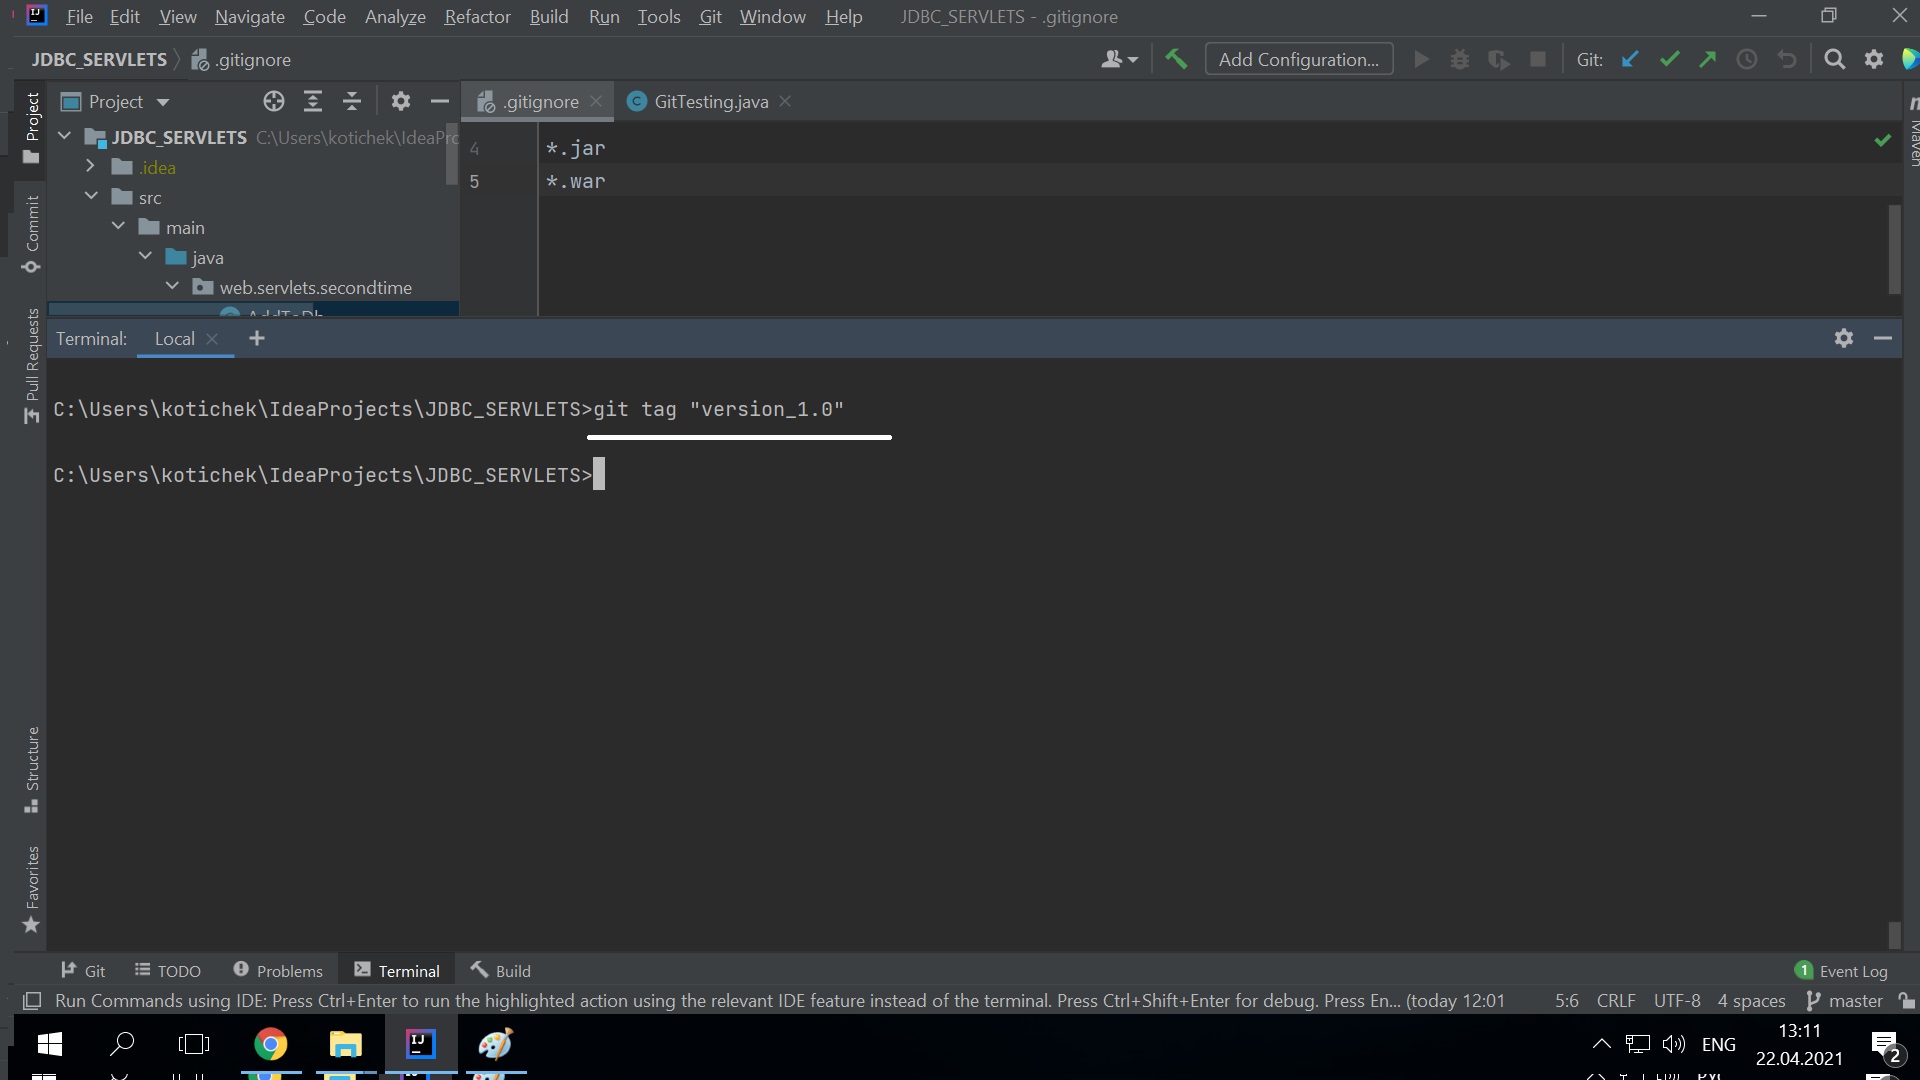 File Edit View Navigate Code Analyze Refactor Build Run Tools Git Window Help JDBC_SERVLETS - .gitignore
JDBC_SERVLETS .gitignore Add Configuration... Git:
Project .gitignore GitTesting.java
JDBC_SERVLETS C:\Users\kotichek\IdeaPrc
4 *.jar
.idea
5 *.war
src
main
java
web.servlets.secondtime
Project
Commit
Pull Requests
Structure
Favorites
Maven
Terminal: Local
C:\Users\kotichek\IdeaProjects\JDBC_SERVLETS>git tag "version_1.0"
C:\Users\kotichek\IdeaProjects\JDBC_SERVLETS>
Git TODO Problems Terminal Build 1 Event Log
Run Commands using IDE: Press Ctrl+Enter to run the highlighted action using the relevant IDE feature instead of the terminal. Press Ctrl+Shift+Enter for debug. Press En... (today 12:01 5:6 CRLF UTF-8 4 spaces master
ENG
13:11
22.04.2021
2